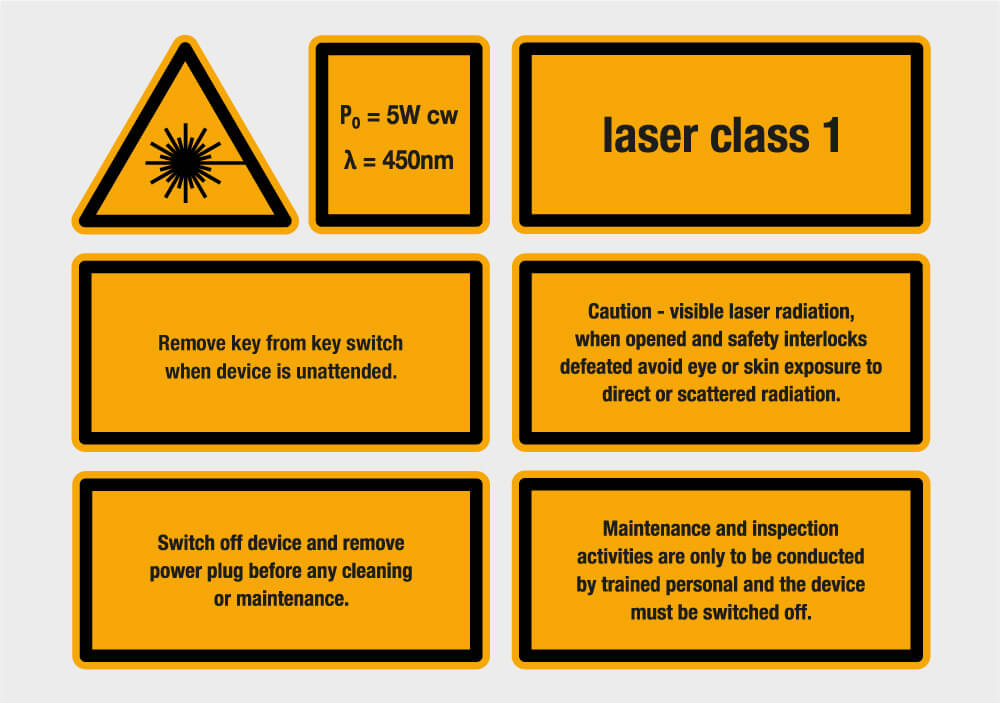 P₀ = 5W cw
λ = 450nm
laser class 1
Remove key from key switch
when device is unattended.
Caution - visible laser radiation,
when opened and safety interlocks
defeated avoid eye or skin exposure to
direct or scattered radiation.
Switch off device and remove
power plug before any cleaning
or maintenance.
Maintenance and inspection
activities are only to be conducted
by trained personal and the device
must be switched off.